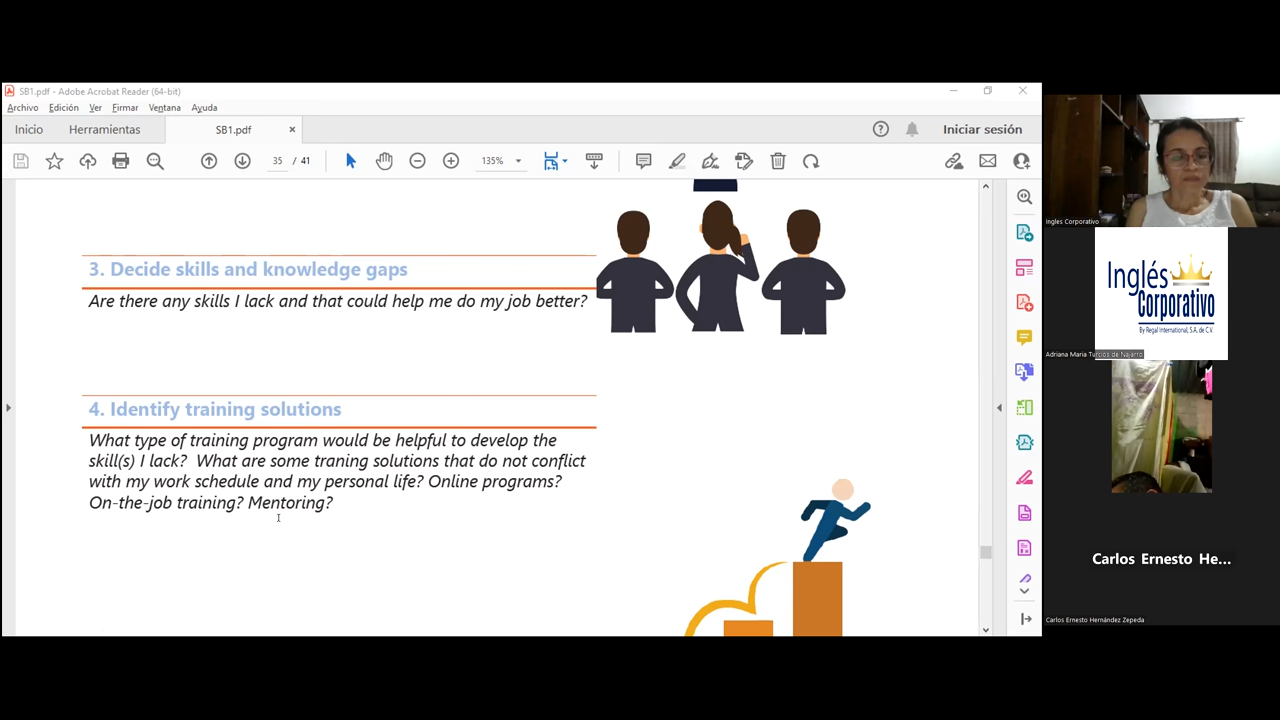 SB1.pdf - Adobe Acrobat Reader (64-bit)
Archivo Edición Ver Firmar Ventana Ayuda
Inicio Herramientas SB1.pdf × Iniciar sesión
35 / 41 135%
3. Decide skills and knowledge gaps
Are there any skills I lack and that could help me do my job better?
4. Identify training solutions
What type of training program would be helpful to develop the
skill(s) I lack? What are some traning solutions that do not conflict
with my work schedule and my personal life? Online programs?
On-the-job training? Mentoring?
Ingles Corporativo
Inglés
Corporativo
By Regal International, S.A. de C.V.
Adriana Maria Turcios de Najarro
Carlos Ernesto He...
Carlos Ernesto Hernández Zepeda